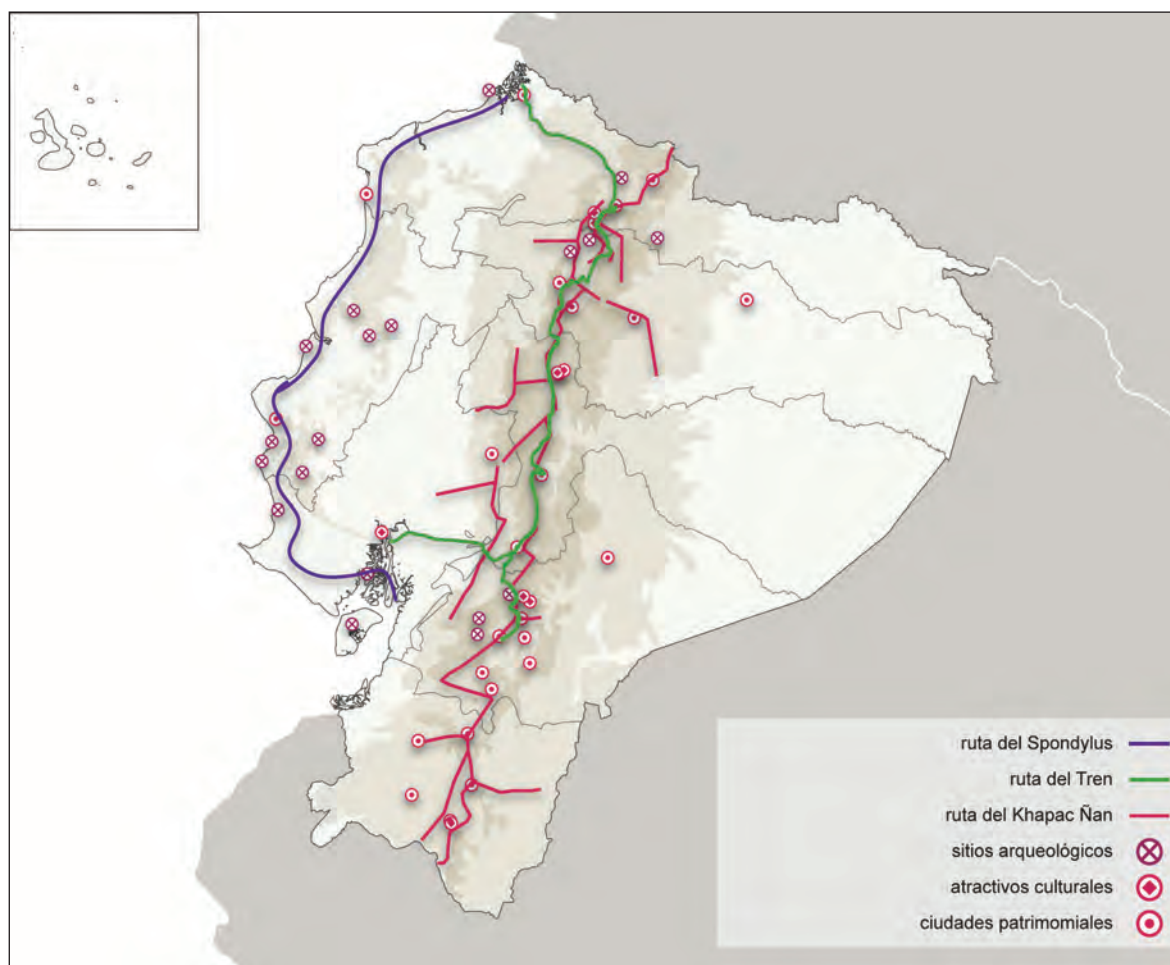 ruta del Spondylus
ruta del Tren
ruta del Khapac Ñan
sitios arqueológicos
atractivos culturales
ciudades patrimomiales